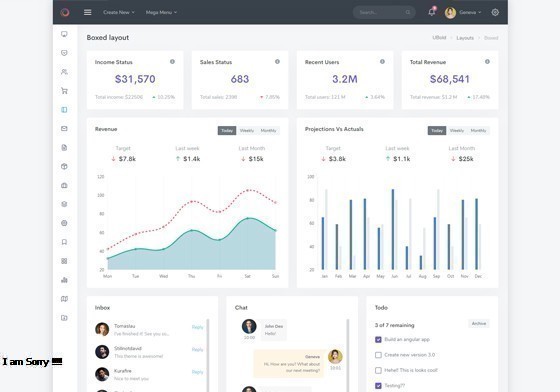 Create New
Mega Menu
Search...
Geneva
Boxed layout
UBold
Layouts
Boxed
Income Status
$31,570
Total income: $22506
10.25%
Sales Status
683
Total sales: 2398
7.85%
Recent Users
3.2M
Total users: 121 M
3.64%
Total Revenue
$68,541
Total revenue: $1.2 M
17.48%
Revenue
Today
Weekly
Monthly
Target
Last week
Last Month
$7.8k
$1.4k
$15k
120
100
80
60
40
20
Mon
Tue
Wed
Thu
Fri
Sat
Sun
Projections Vs Actuals
Today
Weekly
Monthly
Target
Last week
Last Month
$3.8k
$1.1k
$25k
100
80
60
40
20
Jan
Feb
Mar
Apr
May
Jun
Jul
Aug
Sep
Oct
Nov
Dec
Inbox
Tomaslau
I've finished it! See you so...
Reply
Stillnotdavid
This theme is awesome!
Reply
Kurafire
Nice to meet you
Reply
Chat
John Deo
Hello!
Geneva
Hi, How are you? What about
our next meeting?
Todo
3 of 7 remaining
Archive
Build an angular app
Create new version 3.0
Hehe! This is looks cool!
Testing??
I am Sorry !!!!